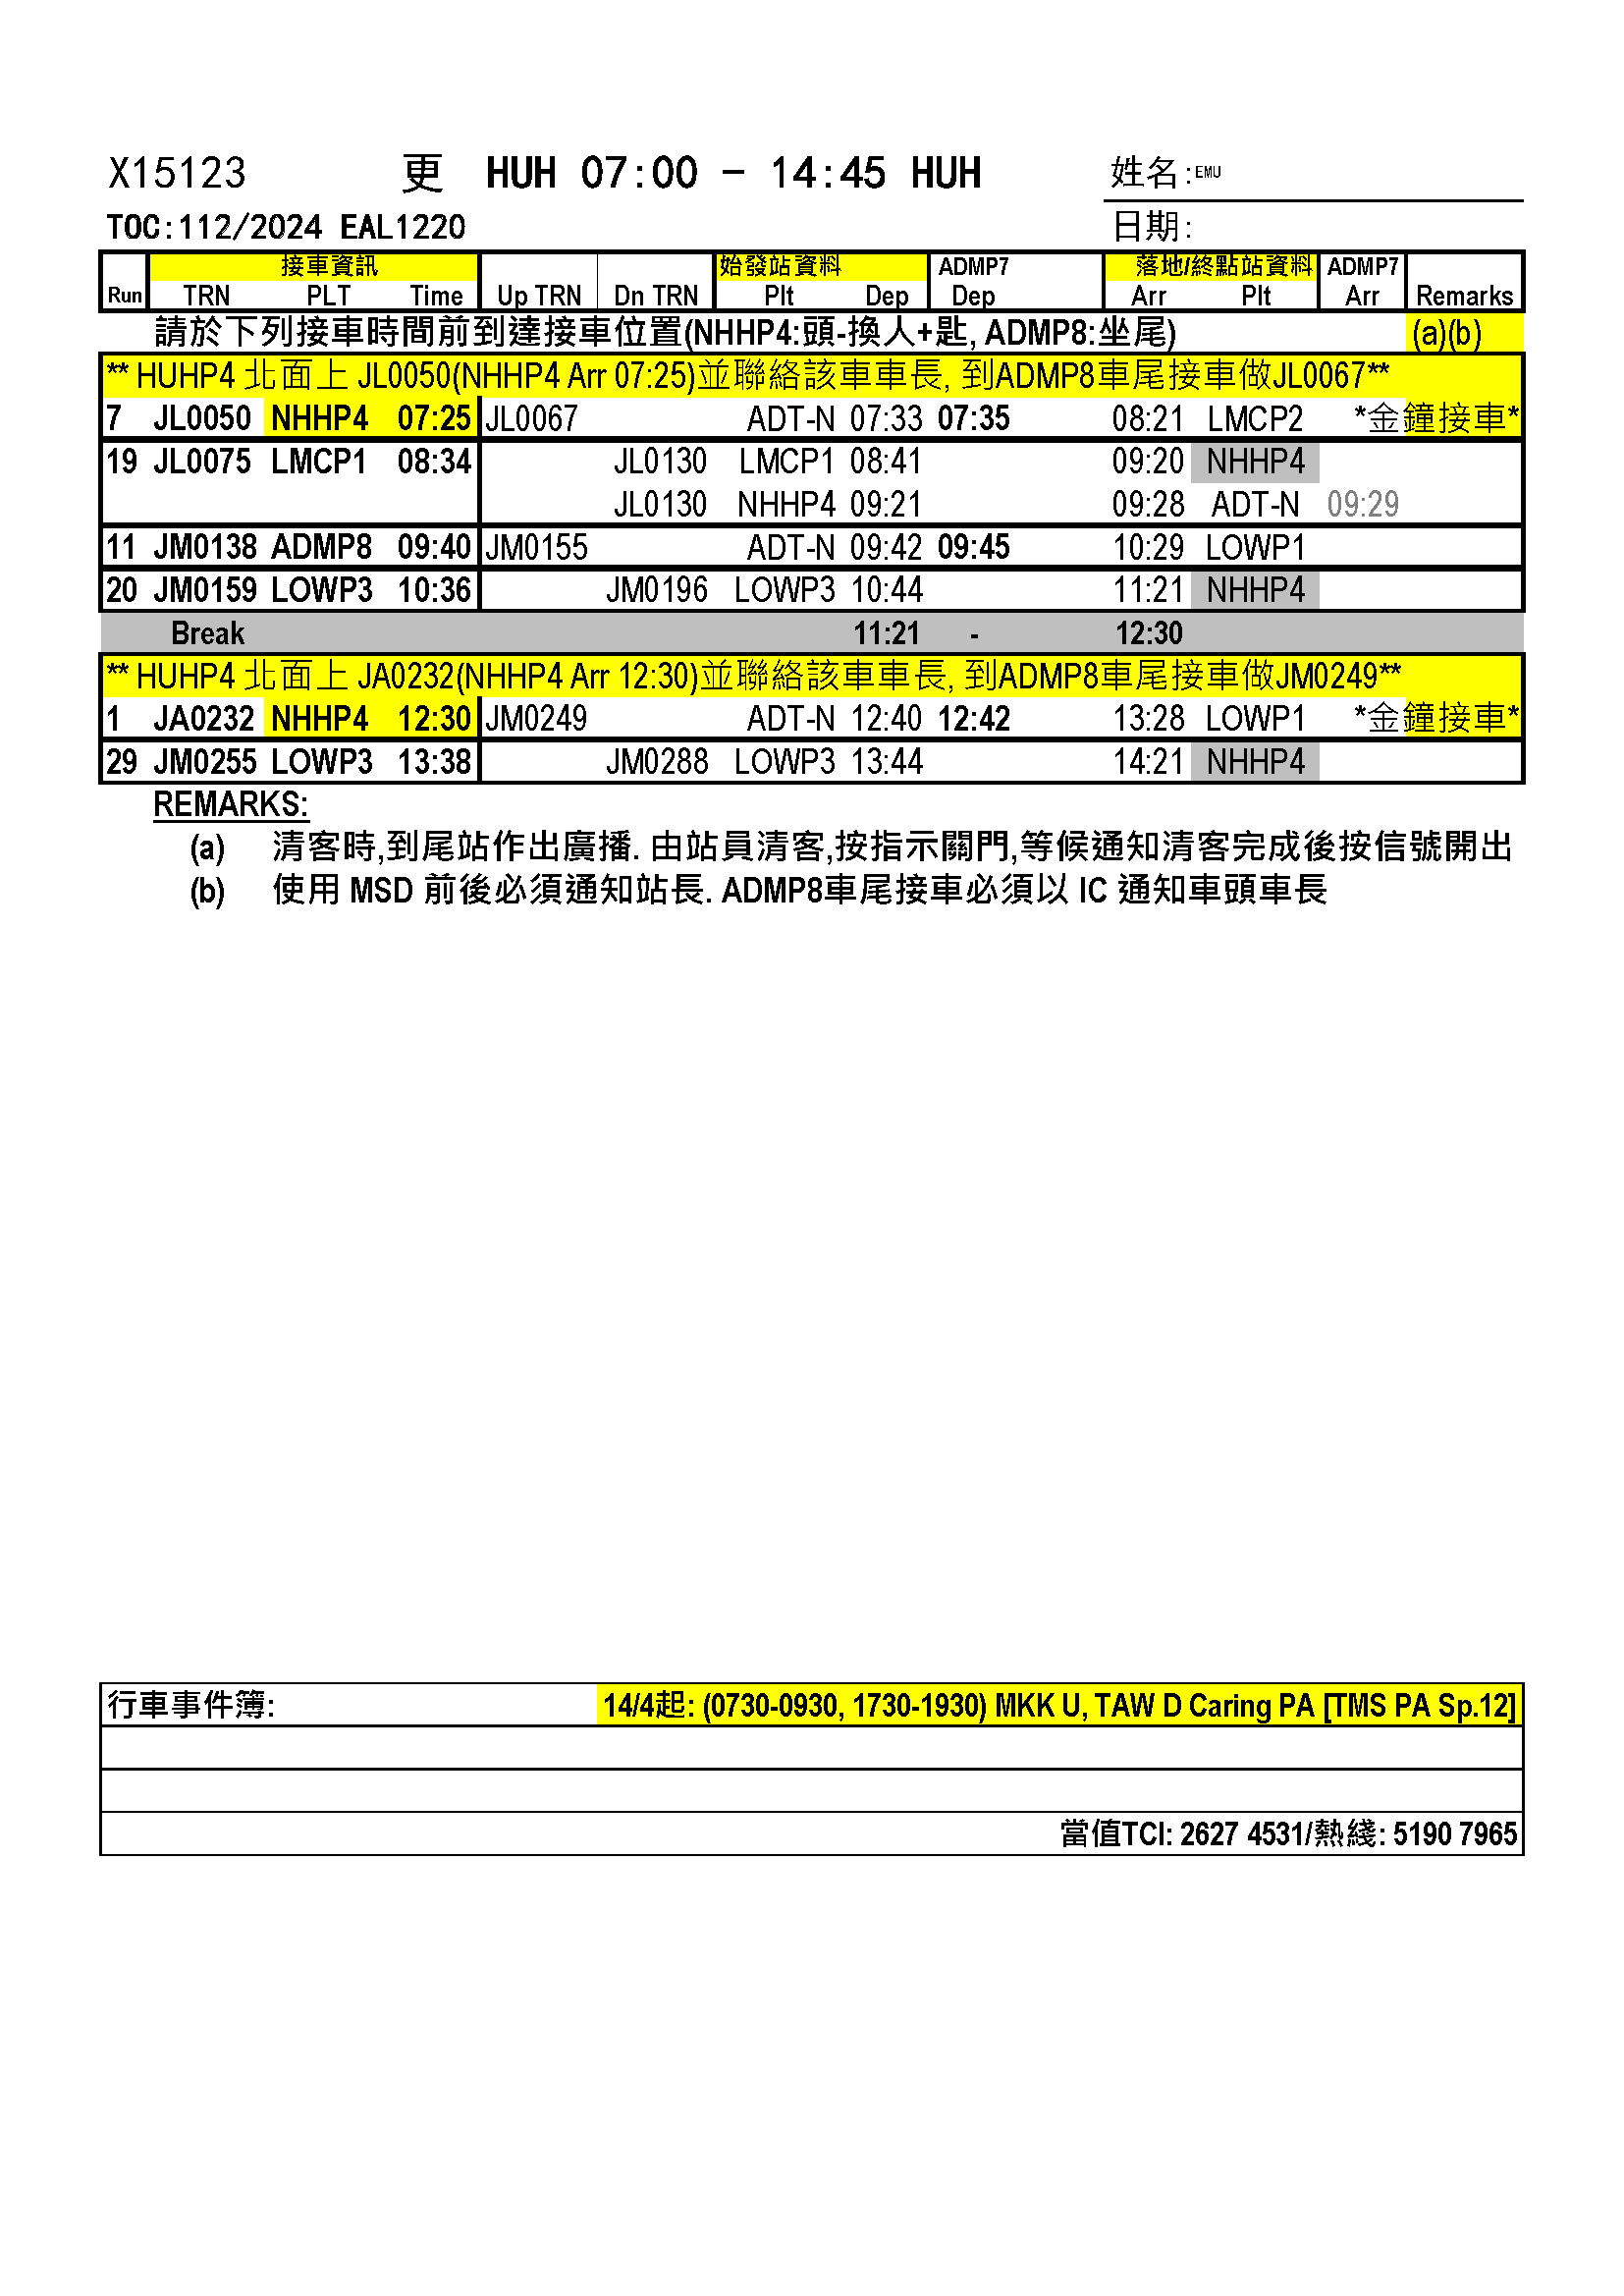 X15123 更 HUH 07:00 - 14:45 HUH 姓名:EMU
TOC:112/2024 EAL1220 日期:
接車資訊 始發站資料 ADMP7 落地/終點站資料 ADMP7
Run TRN PLT Time Up TRN Dn TRN Plt Dep Dep Arr Plt Arr Remarks
請於下列接車時間前到達接車位置(NHHP4:頭-換人+匙, ADMP8:坐尾) (a)(b)
** HUHP4 北面上 JL0050(NHHP4 Arr 07:25)並聯絡該車車長, 到ADMP8車尾接車做JL0067**
7 JL0050 NHHP4 07:25 JL0067 ADT-N 07:33 07:35 08:21 LMCP2 *金鐘接車*
19 JL0075 LMCP1 08:34 JL0130 LMCP1 08:41 09:20 NHHP4
JL0130 NHHP4 09:21 09:28 ADT-N 09:29
11 JM0138 ADMP8 09:40 JM0155 ADT-N 09:42 09:45 10:29 LOWP1
20 JM0159 LOWP3 10:36 JM0196 LOWP3 10:44 11:21 NHHP4
Break 11:21 - 12:30
** HUHP4 北面上 JA0232(NHHP4 Arr 12:30)並聯絡該車車長, 到ADMP8車尾接車做JM0249**
1 JA0232 NHHP4 12:30 JM0249 ADT-N 12:40 12:42 13:28 LOWP1 *金鐘接車*
29 JM0255 LOWP3 13:38 JM0288 LOWP3 13:44 14:21 NHHP4
REMARKS:
(a) 清客時,到尾站作出廣播. 由站員清客,按指示關門,等候通知清客完成後按信號開出
(b) 使用 MSD 前後必須通知站長. ADMP8車尾接車必須以 IC 通知車頭車長
行車事件簿: 14/4起: (0730-0930, 1730-1930) MKK U, TAW D Caring PA [TMS PA Sp.12]
當值TCI: 2627 4531/熱綫: 5190 7965